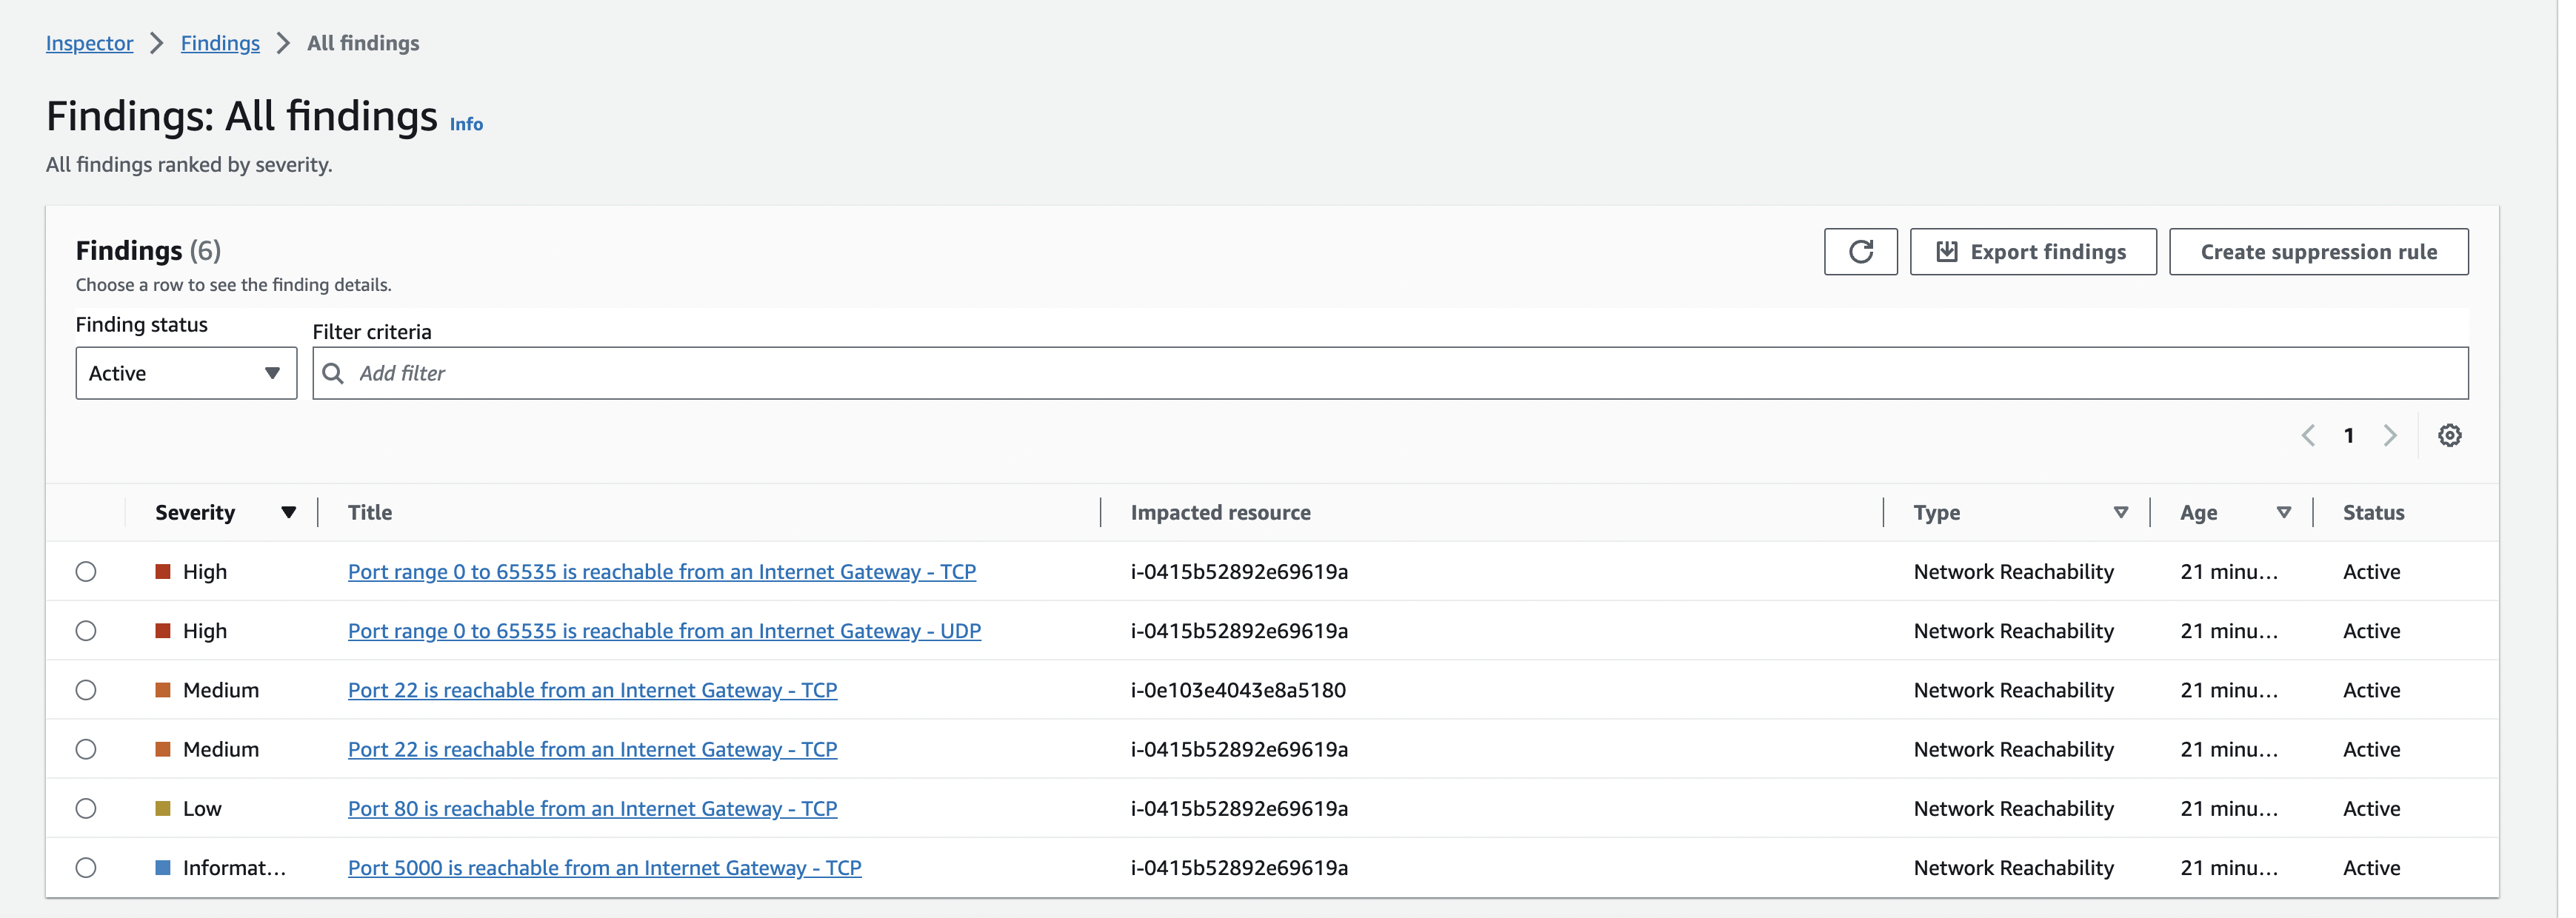 Inspector > Findings > All findings
Findings: All findings Info
All findings ranked by severity.
Findings (6)
Choose a row to see the finding details.
Export findings
Create suppression rule
Finding status
Filter criteria
Active
Add filter
1
Severity Title Impacted resource Type Age Status
High Port range 0 to 65535 is reachable from an Internet Gateway - TCP i-0415b52892e69619a Network Reachability 21 minu... Active
High Port range 0 to 65535 is reachable from an Internet Gateway - UDP i-0415b52892e69619a Network Reachability 21 minu... Active
Medium Port 22 is reachable from an Internet Gateway - TCP i-0e103e4043e8a5180 Network Reachability 21 minu... Active
Medium Port 22 is reachable from an Internet Gateway - TCP i-0415b52892e69619a Network Reachability 21 minu... Active
Low Port 80 is reachable from an Internet Gateway - TCP i-0415b52892e69619a Network Reachability 21 minu... Active
Informat... Port 5000 is reachable from an Internet Gateway - TCP i-0415b52892e69619a Network Reachability 21 minu... Active